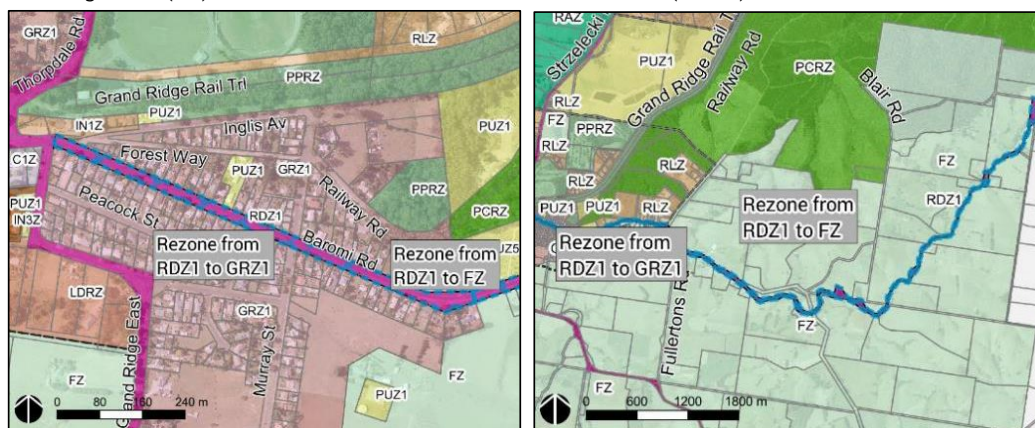 GRZ1
Thorpdale Rd
RLZ
PPRZ
Grand Ridge Rail Trl
PUZ1
IN1Z
Inglis Av
PUZ1
C1Z
Forest Way
PUZ1
GRZ1
Railway Rd
PPRZ
PUZ1
IN3Z
Peacock St
RDZ1
PCRZ
Rezone from
RDZ1 to GRZ1
Baromi Rd
Rezone from
RDZ1 to FZ
UZ5
LDRZ
GRZ1
Grand Ridge East
Murray St
FZ
FZ
PUZ1
0 80 160 240 m
RAZ
Strzelecki
PUZ1
Grand Ridge Rail T
Railway Rd
PCRZ
Blair Rd
RLZ
FZ
PPRZ
RLZ
RLZ
RLZ
FZ
RDZ1
PUZ1
PUZ1
RLZ
Rezone from
RDZ1 to FZ
Rezone from
RDZ1 to GRZ1
Fullertons R
FZ
FZ
0 600 1200 1800 m